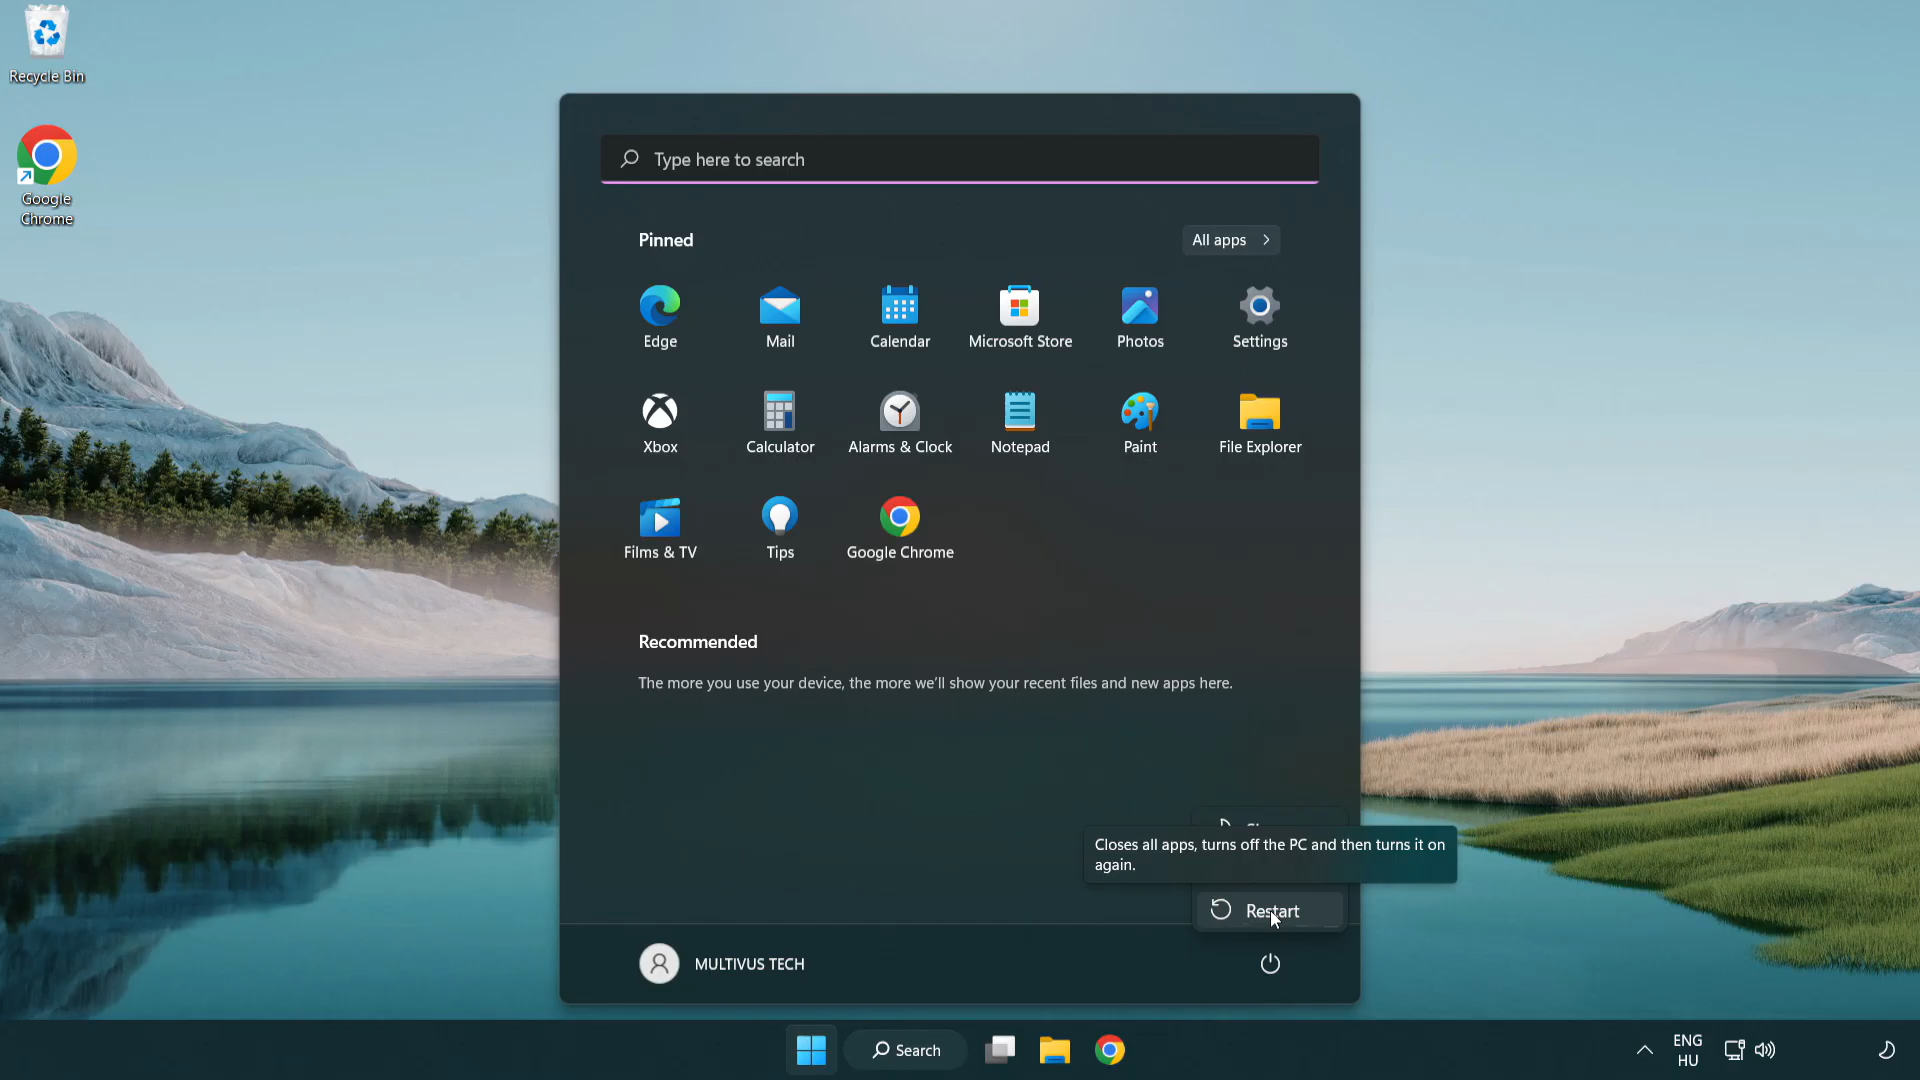 Recycle Bin
Google
Chrome
Type here to search
Pinned
All apps
Edge
Mail
Calendar
Microsoft Store
Photos
Settings
Xbox
Calculator
Alarms & Clock
Notepad
Paint
File Explorer
Films & TV
Tips
Google Chrome
Recommended
The more you use your device, the more we'll show your recent files and new apps here.
Closes all apps, turns off the PC and then turns it on
again.
Restart
MULTIVUS TECH
Search
ENG
HU